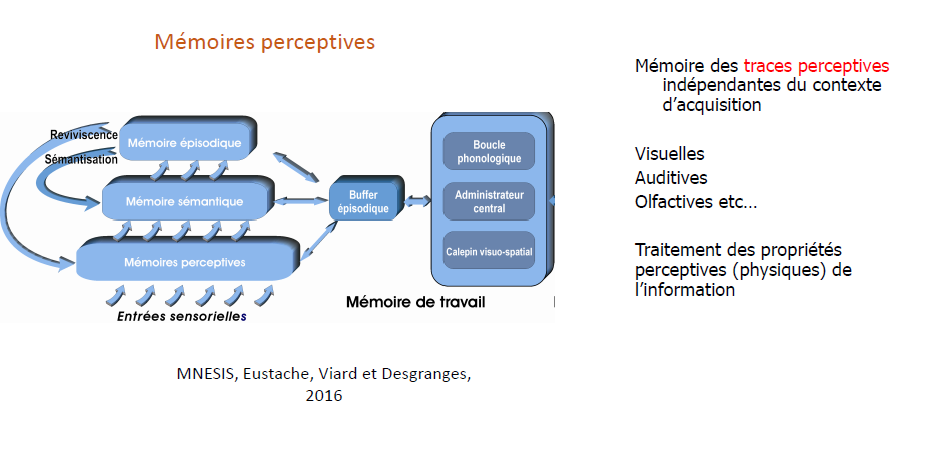 Mémoires perceptives
Reviviscence
Sémantisation
Mémoire épisodique
Mémoire sémantique
Mémoires perceptives
Entrées sensorielles
Buffer
épisodique
Boucle
phonologique
Administrateur
central
Calepin visuo-spatial
Mémoire de travail
MNESIS, Eustache, Viard et Desgranges,
2016
Mémoire des traces perceptives
indépendantes du contexte
d'acquisition
Visuelles
Auditives
Olfactives etc...
Traitement des propriétés
perceptives (physiques) de
l'information